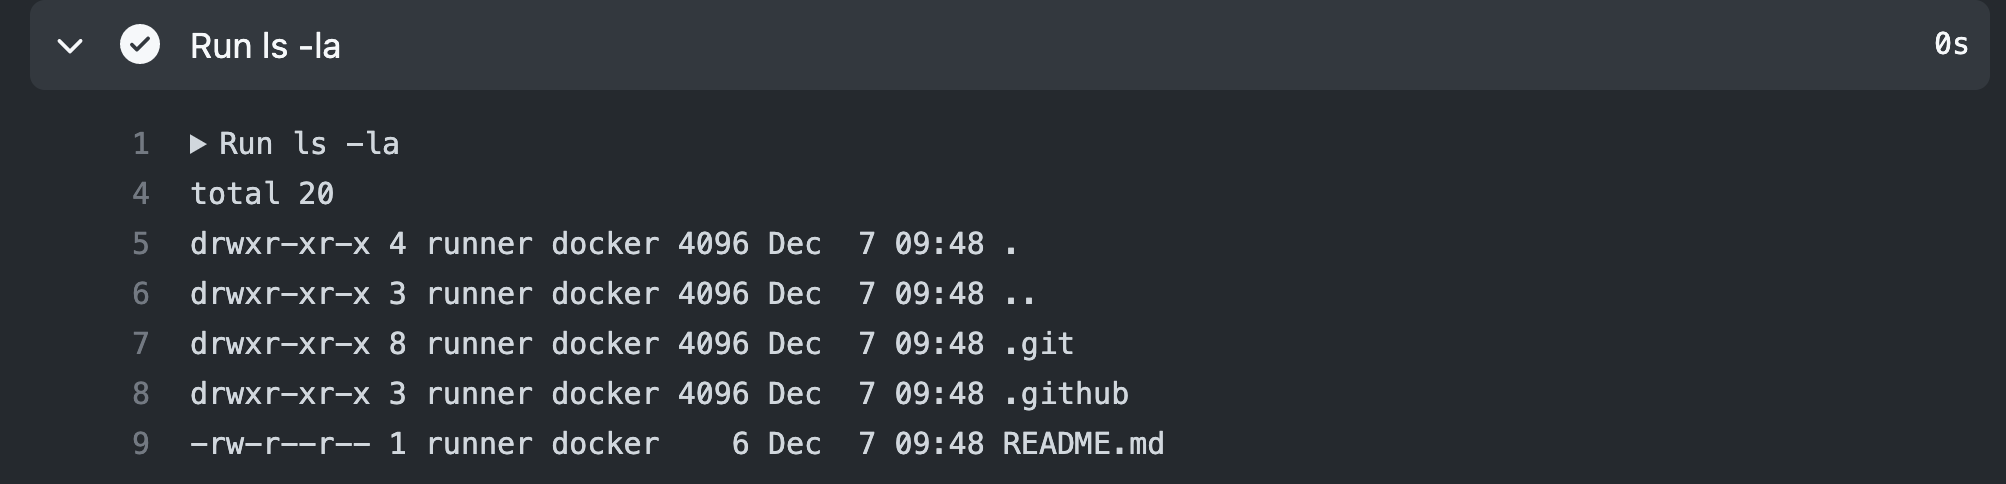 Run ls -la 0s
1 Run ls -la
4 total 20
5 drwxr-xr-x 4 runner docker 4096 Dec  7 09:48 .
6 drwxr-xr-x 3 runner docker 4096 Dec  7 09:48 ..
7 drwxr-xr-x 8 runner docker 4096 Dec  7 09:48 .git
8 drwxr-xr-x 3 runner docker 4096 Dec  7 09:48 .github
9 -rw-r--r-- 1 runner docker    6 Dec  7 09:48 README.md